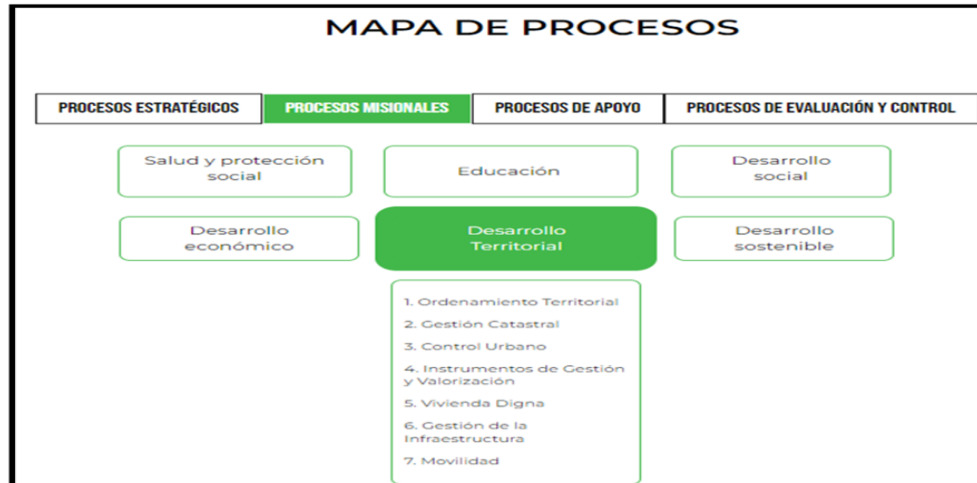 MAPA DE PROCESOS
PROCESOS ESTRATÉGICOS
PROCESOS MISIONALES
PROCESOS DE APOYO
PROCESOS DE EVALUACIÓN Y CONTROL
Salud y protección
social
Educación
Desarrollo
social
Desarrollo
económico
Desarrollo
Territorial
Desarrollo
sostenible
1. Ordenamiento Territorial
2. Gestión Catastral
3. Control Urbano
4. Instrumentos de Gestión
y Valorización
5. Vivienda Digna
6. Gestión de la
Infraestructura
7. Movilidad